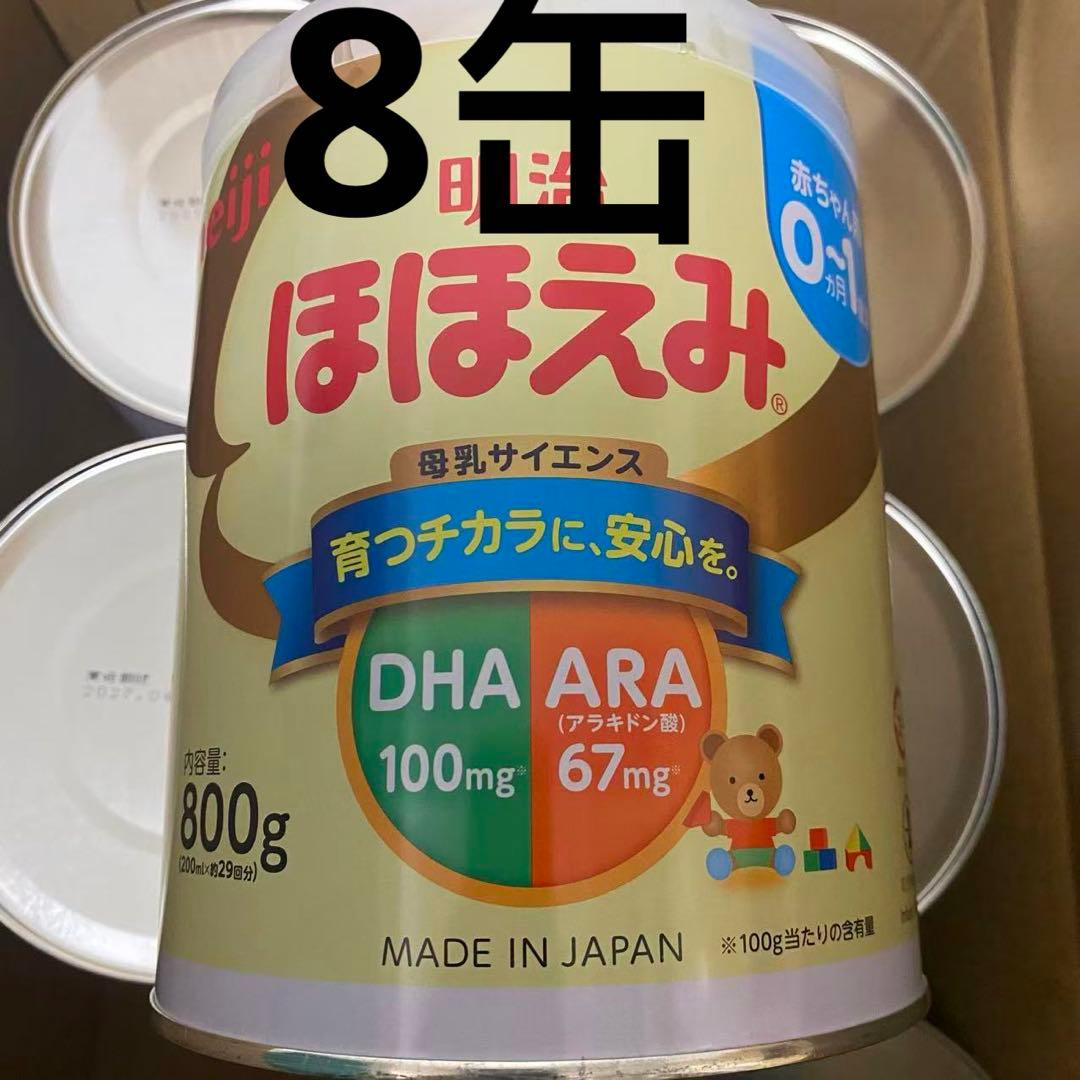 8缶
明治
ほほえみ®
赤ちゃん
0~1
カ月
母乳サイエンス
育つチカラに、安心を。
DHA
100mg※
ARA
(アラキドン酸)
67mg※
内容量:
800g
(200ml×約29回分)
MADE IN JAPAN
※100g当たりの含有量